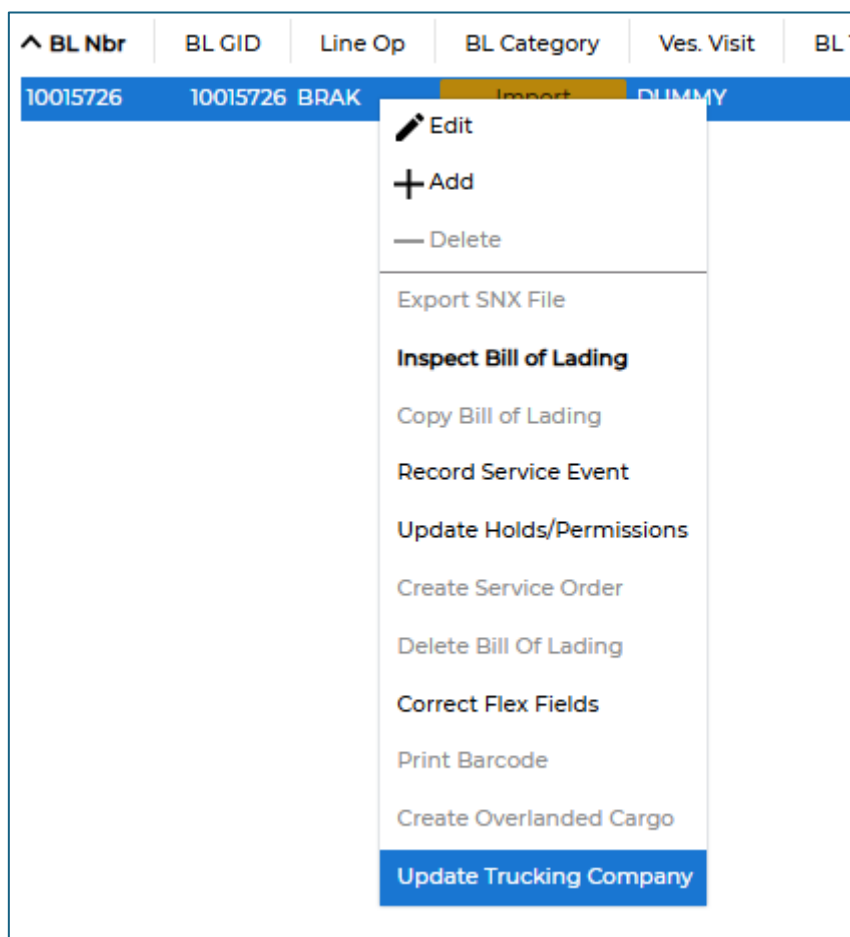 BL Nbr BL GID Line Op BL Category Ves. Visit BL
10015726 10015726 BRAK Import DUMMY
Edit
Add
Delete
Export SNX File
Inspect Bill of Lading
Copy Bill of Lading
Record Service Event
Update Holds/Permissions
Create Service Order
Delete Bill Of Lading
Correct Flex Fields
Print Barcode
Create Overlanded Cargo
Update Trucking Company